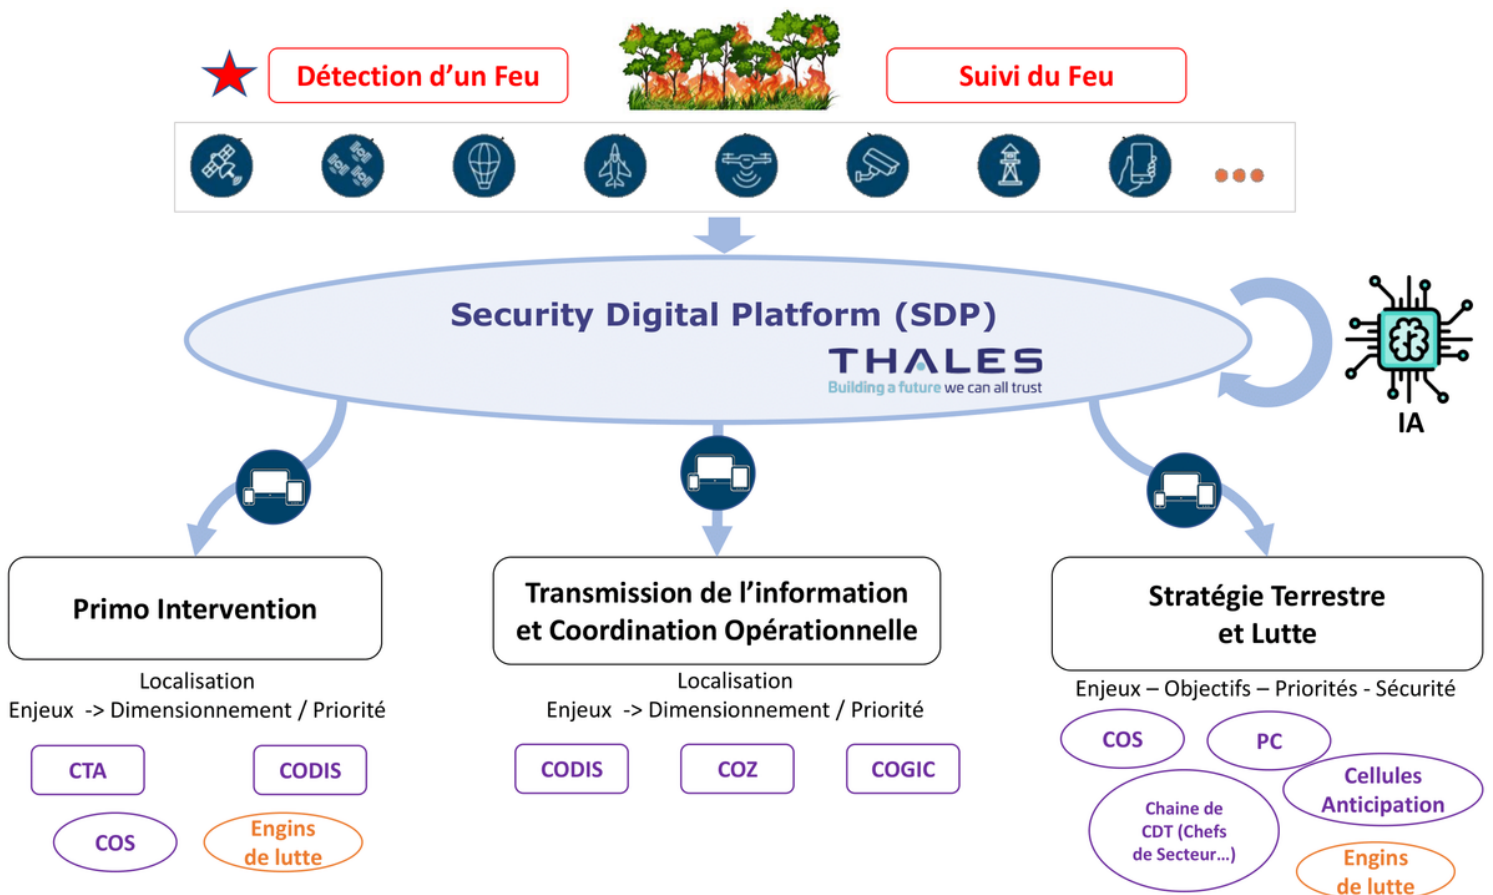 Détection d’un Feu
Suivi du Feu
Security Digital Platform (SDP)
THALES
Building a future we can all trust
IA
Primo Intervention
Localisation
Enjeux -> Dimensionnement / Priorité
CTA
CODIS
COS
Engins
de lutte
Transmission de l’information
et Coordination Opérationnelle
Localisation
Enjeux -> Dimensionnement / Priorité
CODIS
COZ
COGIC
Stratégie Terrestre
et Lutte
Enjeux – Objectifs – Priorités - Sécurité
COS
PC
Cellules
Anticipation
Chaine de
CDT (Chefs
de Secteur...)
Engins
de lutte